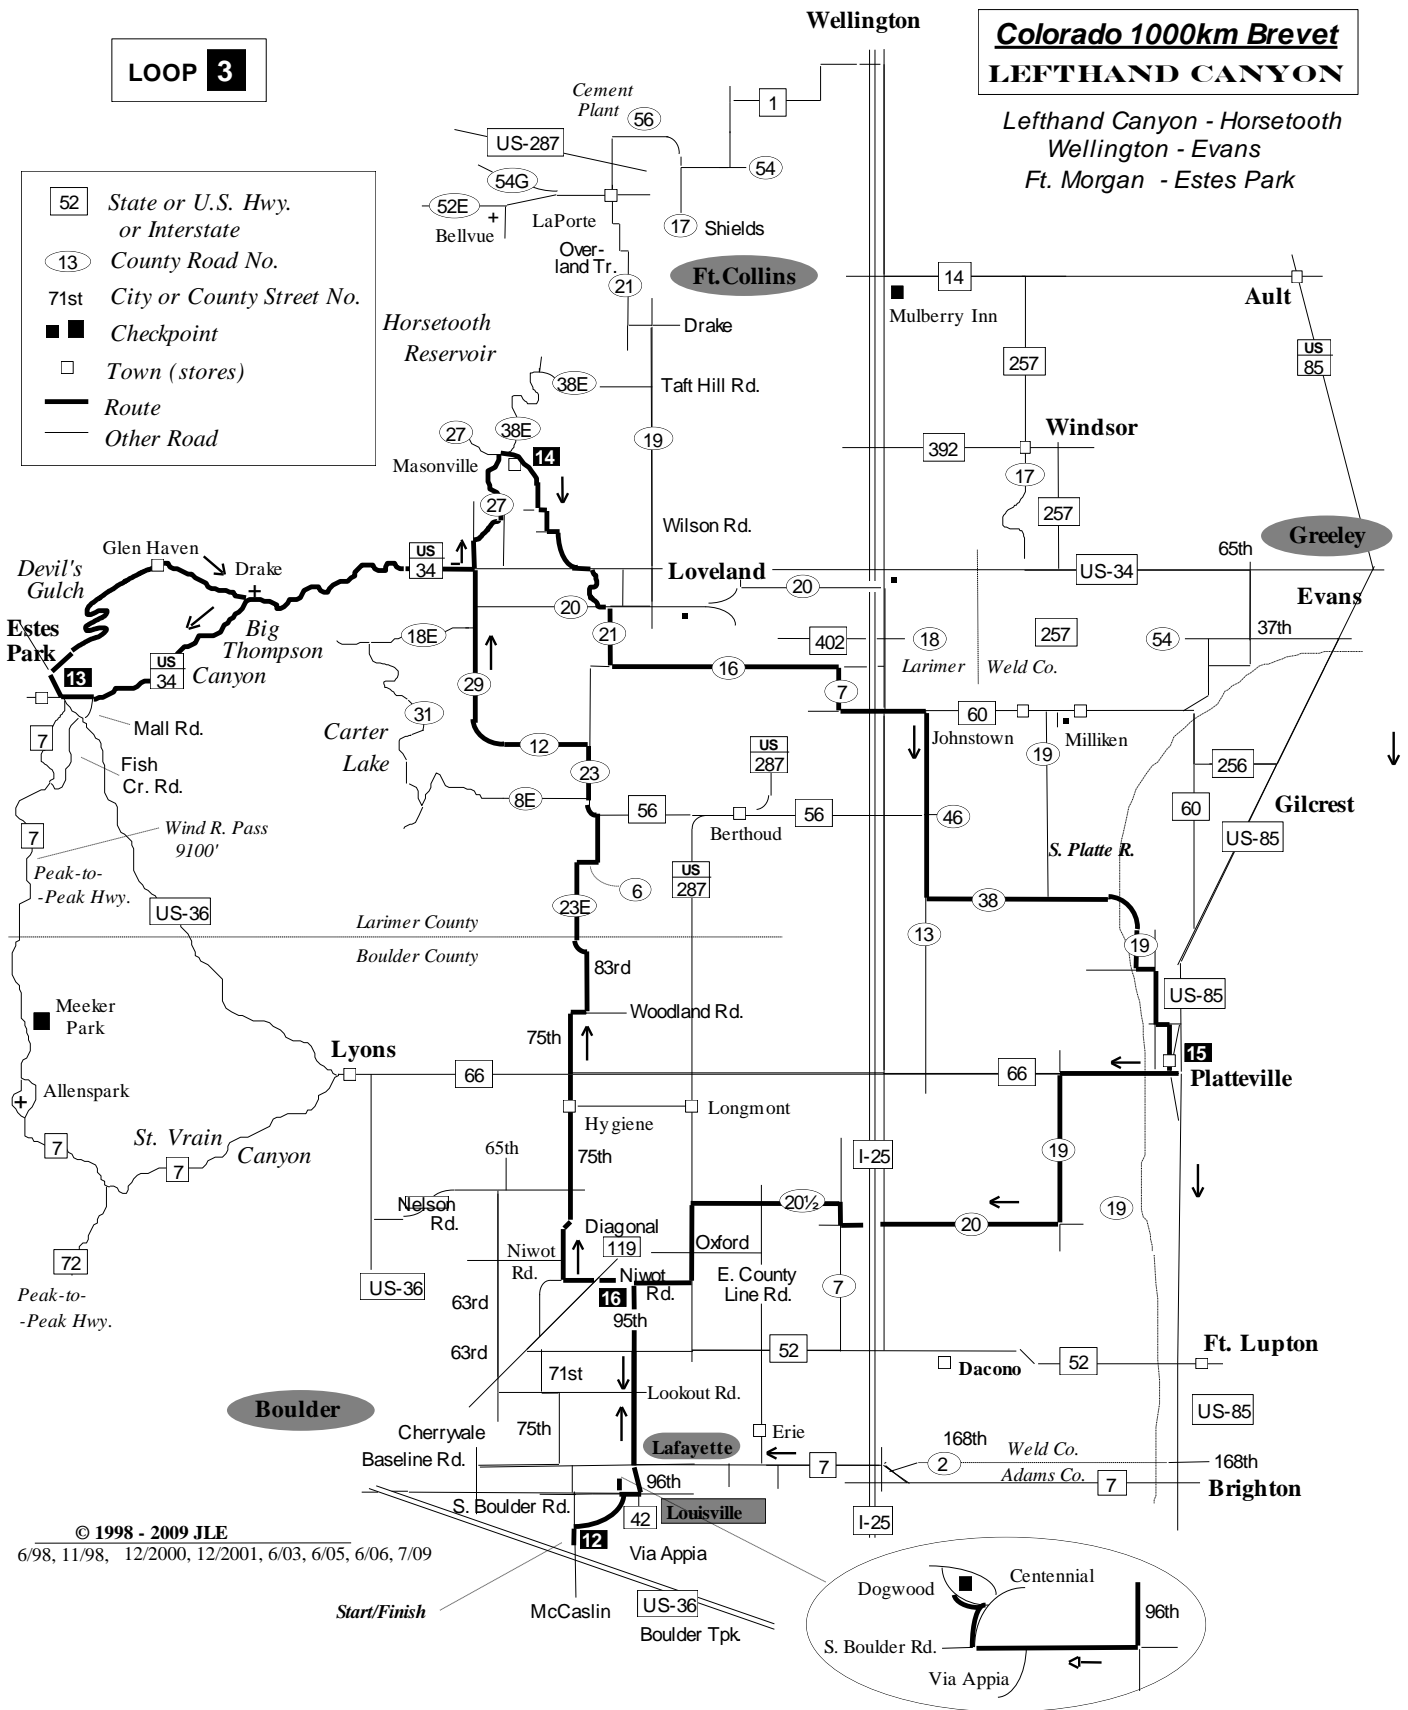 Wellington
Colorado 1000km Brevet
LEFTHAND CANYON
LOOP 3
Lefthand Canyon - Horsetooth
Wellington - Evans
Ft. Morgan - Estes Park
Cement
Plant
56
1
US-287
54G
54
52E
LaPorte
Bellvue
17
Shields
Over-
land Tr.
21
52
State or U.S. Hwy.
or Interstate
13
County Road No.
71st
City or County Street No.
Checkpoint
Town (stores)
Route
Other Road
Ft.Collins
14
Mulberry Inn
Ault
US
85
Horsetooth
Reservoir
Drake
38E
Taft Hill Rd.
257
38E
27
19
Masonville
14
392
Windsor
17
27
257
Wilson Rd.
Greeley
65th
Glen Haven
Devil's
Gulch
Drake
US
34
Loveland
20
US-34
Evans
Estes
Park
Big
Thompson
Canyon
20
21
18E
402
18
257
54
37th
Larimer
Weld Co.
13
US
34
16
29
7
Mall Rd.
7
31
Carter
Lake
12
60
Johnstown
19
Milliken
Fish
Cr. Rd.
23
US
287
256
8E
56
Berthoud
56
46
60
Gilcrest
US-85
7
Wind R. Pass
9100'
Peak-to-
-Peak Hwy.
S. Platte R.
US-36
6
US
287
23E
38
Larimer County
Boulder County
13
19
83rd
US-85
Meeker
Park
Woodland Rd.
75th
Lyons
66
66
15
Platteville
Allenspark
Hygiene
Longmont
7
St. Vrain
Canyon
7
65th
75th
I-25
19
Nelson
Rd.
20½
19
20
Diagonal
119
Oxford
72
Niwot
Rd.
Niwot
Rd.
E. County
Line Rd.
7
US-36
63rd
16
95th
Peak-to-
-Peak Hwy.
63rd
52
52
Ft. Lupton
Dacono
71st
Lookout Rd.
Boulder
75th
US-85
Cherryvale
Erie
Baseline Rd.
Lafayette
7
168th
2
Weld Co.
Adams Co.
168th
7
Brighton
96th
S. Boulder Rd.
42
Louisville
I-25
12
Via Appia
© 1998 - 2009 JLE
6/98, 11/98, 12/2000, 12/2001, 6/03, 6/05, 6/06, 7/09
Start/Finish
McCaslin
US-36
Boulder Tpk.
Dogwood
Centennial
96th
S. Boulder Rd.
Via Appia